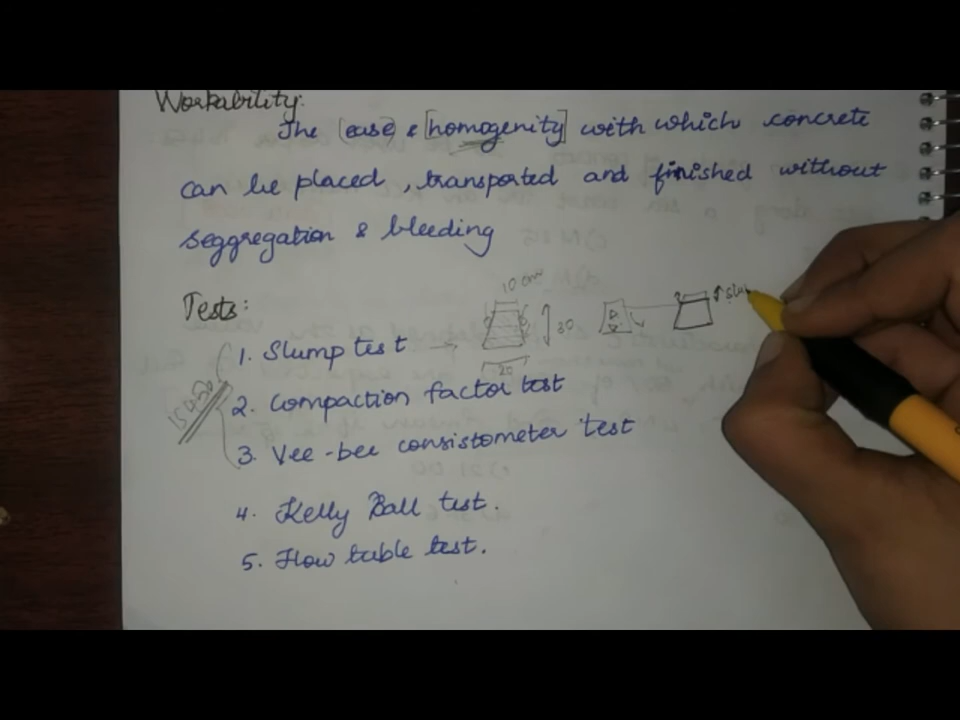 Workability:
The (ease) & [homogenity] with which concrete
can be placed, transported and finished without
seggregation & bleeding
10 cm
Tests:
30
1. Slump test →
20
2. Compaction factor test
3. Vee-bee consistometer test
4. Kelly Ball test.
5. Flow table test.